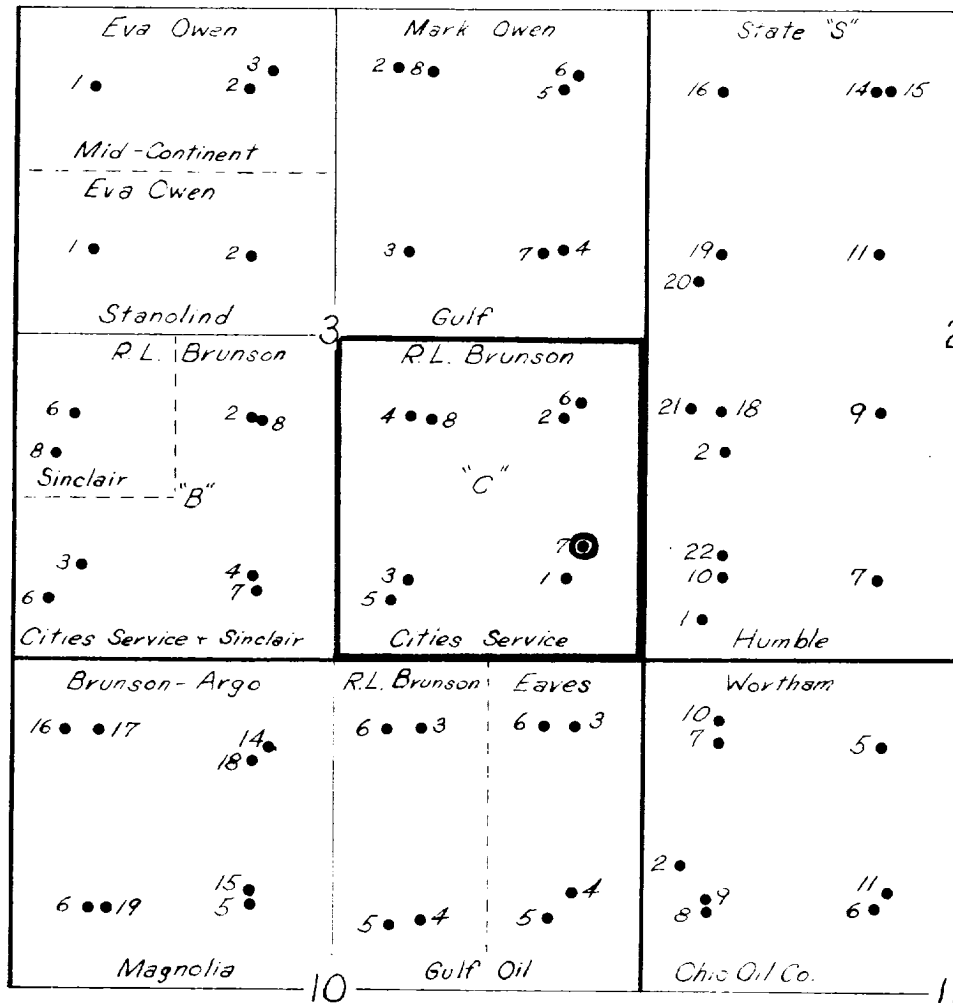 Eva Owen
3
1 2
Mid-Continent
Eva Owen
1 2
Stanolind
Mark Owen
2 8 6
5
3 7 4
Gulf
State "S"
16 14 15
19 11
20
3
2
R.L. Brunson
6 2 8
8
Sinclair
"B"
3 4
6 7
Cities Service + Sinclair
R.L. Brunson
6
4 8 2
"C"
7
3 1
5
Cities Service
21 18 9
2
22
10 7
1
Humble
Brunson-Argo
16 17 14
18
15
6 19 5
Magnolia
R.L. Brunson
6 3
5 4
Eaves
6 3
4
5
Gulf Oil
Wortham
10
7 5
2
9 11
8 6
Ohio Oil Co.
10
1